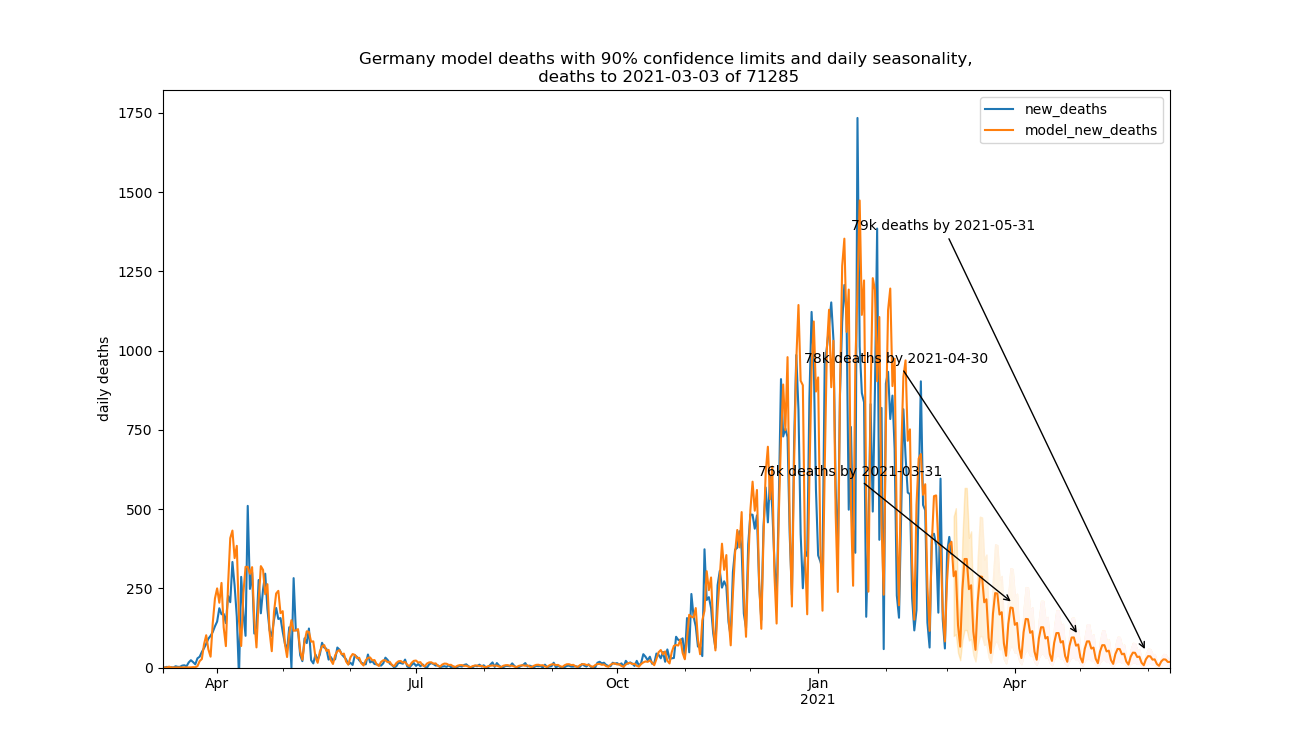 Germany model deaths with 90% confidence limits and daily seasonality,
deaths to 2021-03-03 of 71285
daily deaths
1750
1500
1250
1000
750
500
250
0
new_deaths
model_new_deaths
79k deaths by 2021-05-31
78k deaths by 2021-04-30
76k deaths by 2021-03-31
Apr
Jul
Oct
Jan
2021
Apr